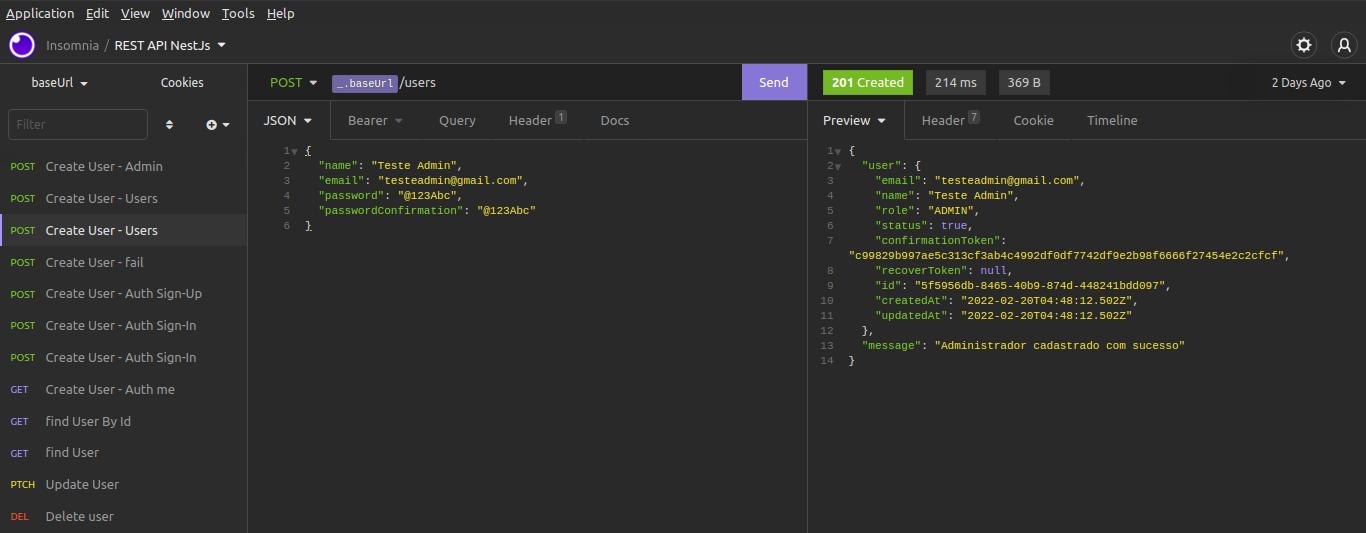 Application Edit View Window Tools Help
Insomnia / REST API NestJs
baseUrl Cookies
Filter
POST Create User - Admin
POST Create User - Users
POST Create User - Users
POST Create User - fail
POST Create User - Auth Sign-Up
POST Create User - Auth Sign-In
POST Create User - Auth Sign-In
GET Create User - Auth me
GET find User By Id
GET find User
PTCH Update User
DEL Delete user
POST _.baseUrl /users Send
JSON Bearer Query Header 1 Docs
1 {
2 "name": "Teste Admin",
3 "email": "testeadmin@gmail.com",
4 "password": "@123Abc",
5 "passwordConfirmation": "@123Abc"
6 }
201 Created 214 ms 369 B 2 Days Ago
Preview Header 7 Cookie Timeline
1 {
2 "user": {
3 "email": "testeadmin@gmail.com",
4 "name": "Teste Admin",
5 "role": "ADMIN",
6 "status": true,
7 "confirmationToken":
"c99829b997ae5c313cf3ab4c4992df0df7742df9e2b98f6666f27454e2c2cfcf",
8 "recoverToken": null,
9 "id": "5f5956db-8465-40b9-874d-448241bdd097",
10 "createdAt": "2022-02-20T04:48:12.502Z",
11 "updatedAt": "2022-02-20T04:48:12.502Z"
12 },
13 "message": "Administrador cadastrado com sucesso"
14 }